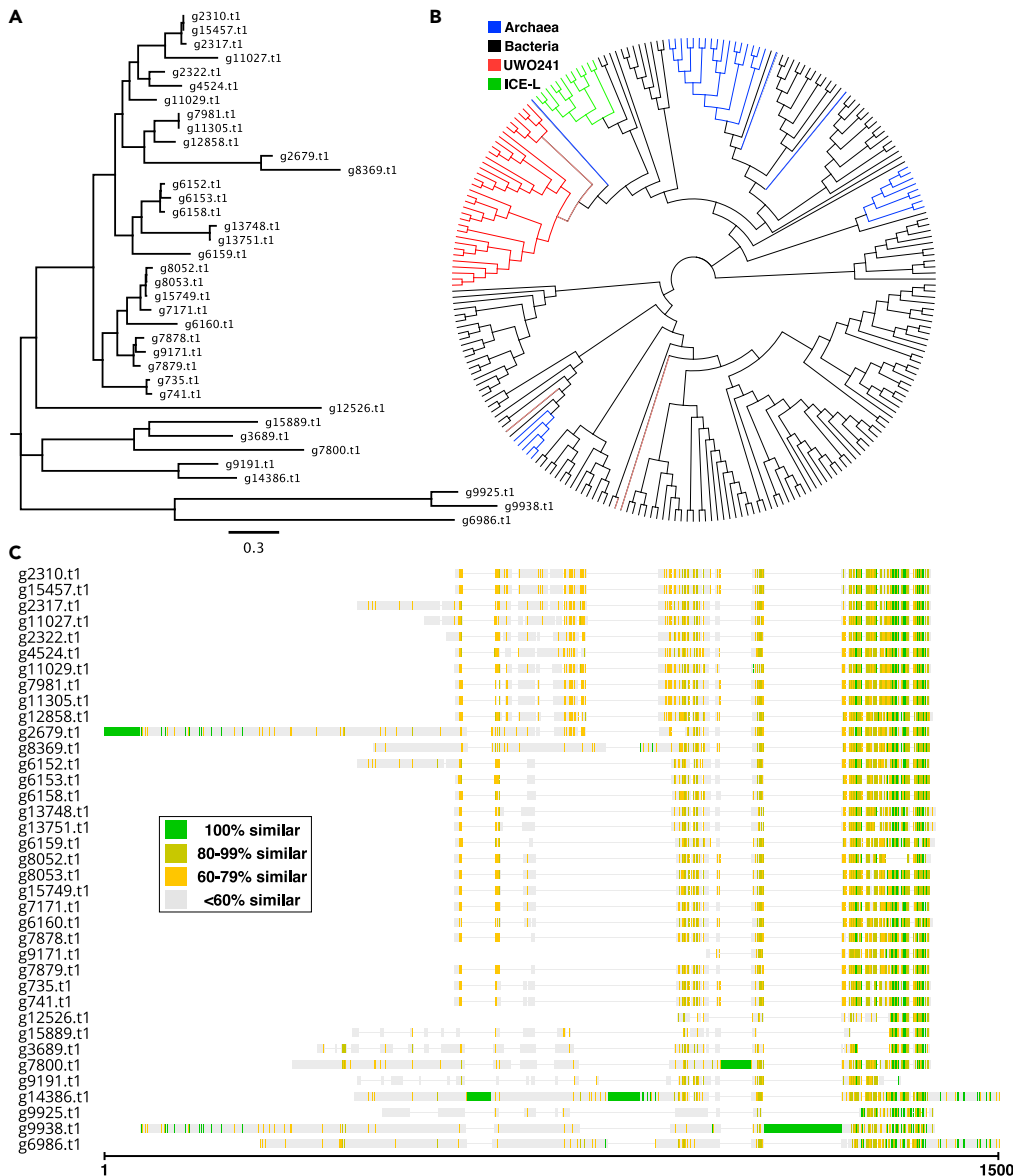 A
g2310.t1
g15457.t1
g2317.t1
g11027.t1
g2322.t1
g4524.t1
g11029.t1
g7981.t1
g11305.t1
g12858.t1
g2679.t1
g8369.t1
g6152.t1
g6153.t1
g6158.t1
g13748.t1
g13751.t1
g6159.t1
g8052.t1
g8053.t1
g15749.t1
g7171.t1
g6160.t1
g7878.t1
g9171.t1
g7879.t1
g735.t1
g741.t1
g12526.t1
g15889.t1
g3689.t1
g7800.t1
g9191.t1
g14386.t1
g9925.t1
g9938.t1
g6986.t1
0.3
B
Archaea
Bacteria
UWO241
ICE-L
C
g2310.t1
g15457.t1
g2317.t1
g11027.t1
g2322.t1
g4524.t1
g11029.t1
g7981.t1
g11305.t1
g12858.t1
g2679.t1
g8369.t1
g6152.t1
g6153.t1
g6158.t1
g13748.t1
g13751.t1
g6159.t1
g8052.t1
g8053.t1
g15749.t1
g7171.t1
g6160.t1
g7878.t1
g9171.t1
g7879.t1
g735.t1
g741.t1
g12526.t1
g15889.t1
g3689.t1
g7800.t1
g9191.t1
g14386.t1
g9925.t1
g9938.t1
g6986.t1
100% similar
80-99% similar
60-79% similar
<60% similar
1
1500